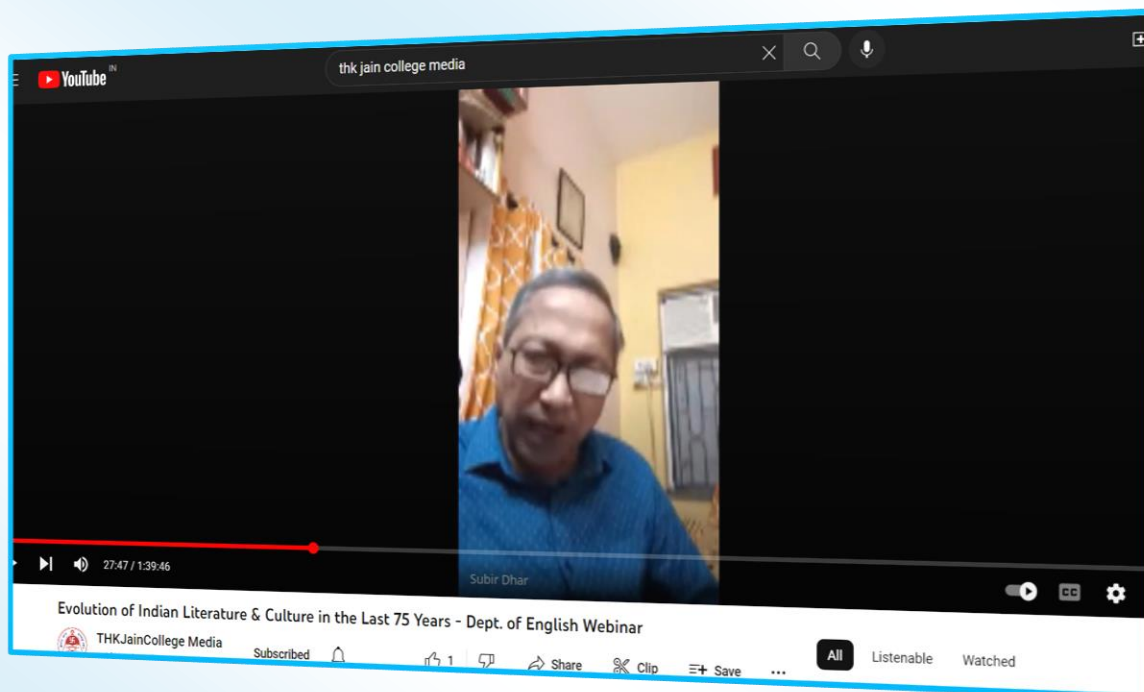 YouTube IN
thk jain college media
Subir Dhar
27:47 / 1:39:46
CC
Evolution of Indian Literature & Culture in the Last 75 Years - Dept. of English Webinar
THKJainCollege Media
Subscribed
1
Share
Clip
Save
...
All
Listenable
Watched